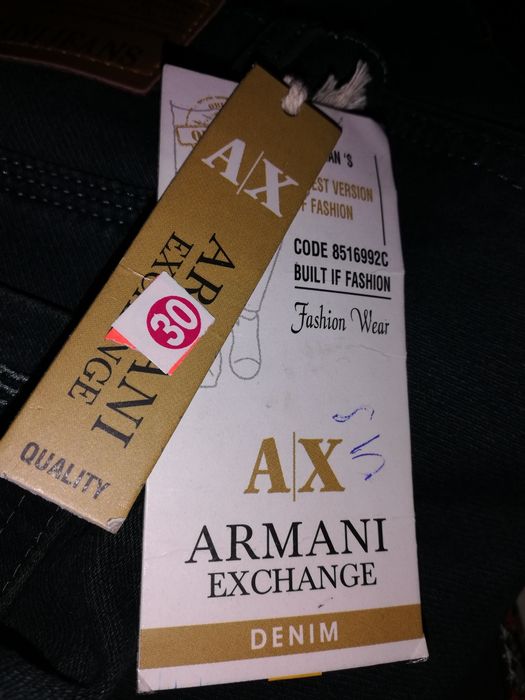 A|X
ARMANI
EXCHANGE
30
QUALITY
EST VERSION
F FASHION
CODE 8516992C
BUILT IF FASHION
Fashion Wear
A|X
ARMANI
EXCHANGE
DENIM